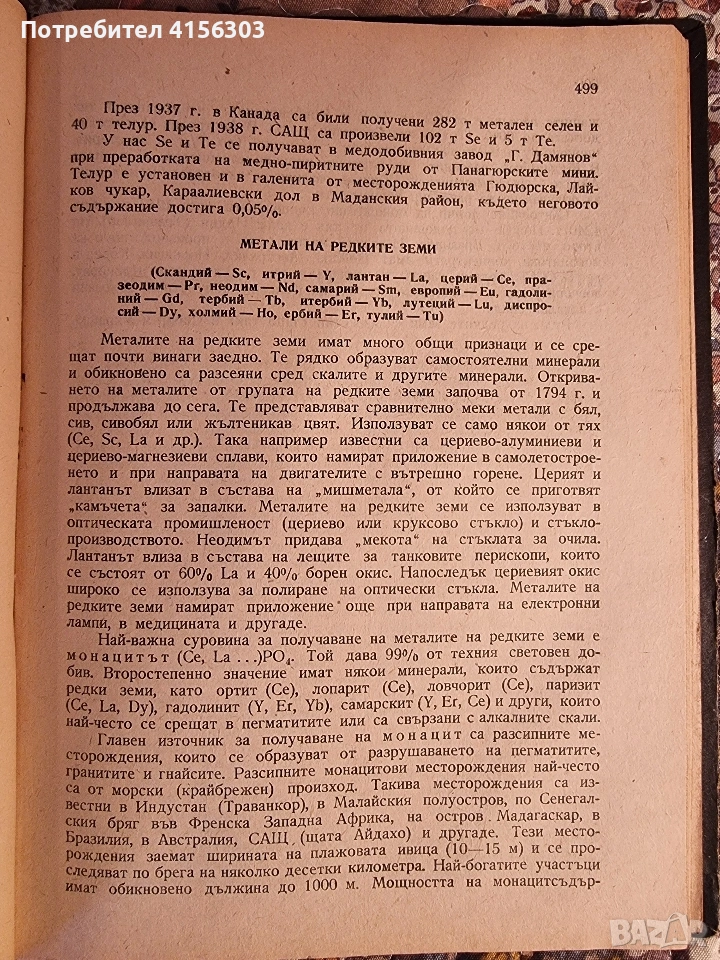 Потребител 4156303
499
През 1937 г. в Канада са били получени 282 т метален селен и
40 т телур. През 1938 г. САЩ са произвели 102 т Se и 5 т Te.
У нас Se и Te се получават в медодобивния завод „Г. Дамянов“
при преработката на медно-пиритните руди от Панагюрските мини.
Телур е установен и в галенита от месторожденията Гюдюрска, Лай-
ков чукар, Караалиевски дол в Маданския район, където неговото
съдържание достига 0,05%.
МЕТАЛИ НА РЕДКИТЕ ЗЕМИ
(Скандий — Sc, итрий — Y, лантан — La, церий — Ce, пра-
зеодим — Pr, неодим — Nd, самарий — Sm, европий — Eu, гадоли-
ний — Gd, тербий — Tb, итербий — Yb, лутеций — Lu, диспро-
сий — Dy, холмий — Ho, ербий — Er, тулий — Tu)
Металите на редките земи имат много общи признаци и се сре-
щат почти винаги заедно. Те рядко образуват самостоятелни минерали
и обикновено са разсеяни сред скалите и другите минерали. Открива-
нето на металите от групата на редките земи започва от 1794 г. и
продължава до сега. Те представляват сравнително меки метали с бял,
сив, сивобял или жълтеникав цвят. Използуват се само някои от тях
(Ce, Sc, La и др.). Така например известни са цериево-алуминиеви и
цериево-магнезиеви сплави, които намират приложение в самолетострое-
нето и при направата на двигателите с вътрешно горене. Церият и
лантанът влизат в състава на „мишметала“, от който се приготвят
„камъчета“ за запалки. Металите на редките земи се използуват в
оптическата промишленост (цериево или круксово стъкло) и стъкло-
производството. Неодимът придава „мекота“ на стъклата за очила.
Лантанът влиза в състава на лещите за танковите перископи, които
се състоят от 60% La и 40% борен окис. Напоследък цериевият окис
широко се използува за полиране на оптически стъкла. Металите на
редките земи намират приложение още при направата на електронни
лампи, в медицината и другаде.
Най-важна суровина за получаване на металите на редките земи е
монацитът (Ce, La ...)PO₄. Той дава 99% от техния световен до-
бив. Второстепенно значение имат някои минерали, които съдържат
редки земи, като ортит (Ce), лопарит (Ce), ловчорит (Ce), паризит
(Ce, La, Dy), гадолинит (Y, Er, Yb), самарскит (Y, Er, Ce) и други, които
най-често се срещат в пегматитите или са свързани с алкалните скали.
Главен източник за получаване на монацит са разсипните ме-
сторождения, които се образуват от разрушаването на пегматитите,
гранитите и гнайсите. Разсипните монацитови месторождения най-често
са от морски (крайбрежен) произход. Такива месторождения са из-
вестни в Индустан (Траванкор), в Малайския полуостров, по Сенегал-
ския бряг във Френска Западна Африка, на остров Мадагаскар, в
Бразилия, в Австралия, САЩ (щата Айдахо) и другаде. Тези место-
рождения заемат ширината на плажовата ивица (10—15 м) и се про-
следяват по брега на няколко десетки километра. Най-богатите участъци
имат обикновено дължина до 1000 м. Мощността на монацитсъдър-
BAZAR